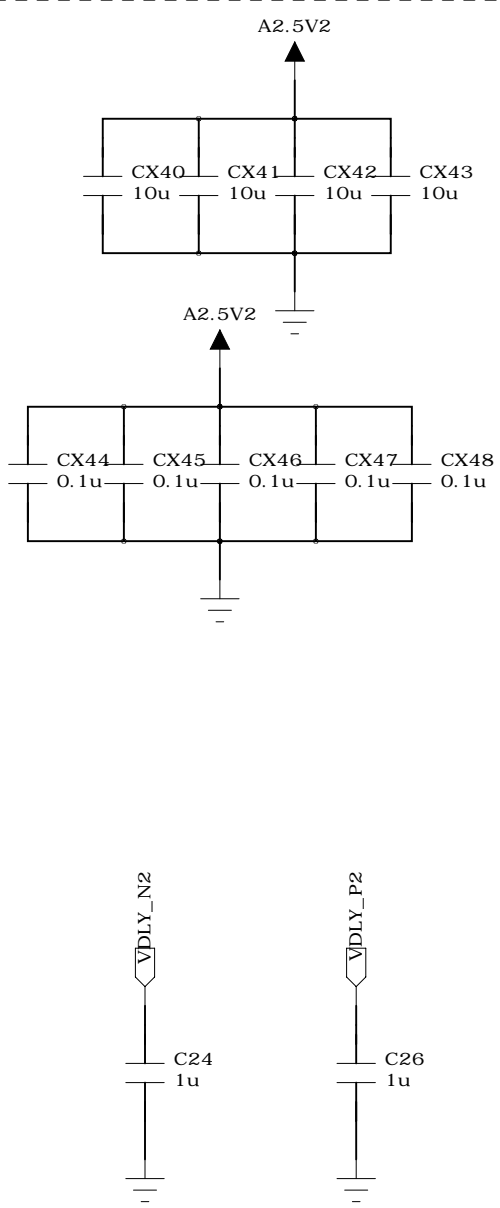 A2.5V2
CX40 CX41 CX42 CX43
10u 10u 10u 10u
A2.5V2
CX44 CX45 CX46 CX47 CX48
0.1u 0.1u 0.1u 0.1u 0.1u
VDLY_N2 VDLY_P2
C24 C26
1u 1u